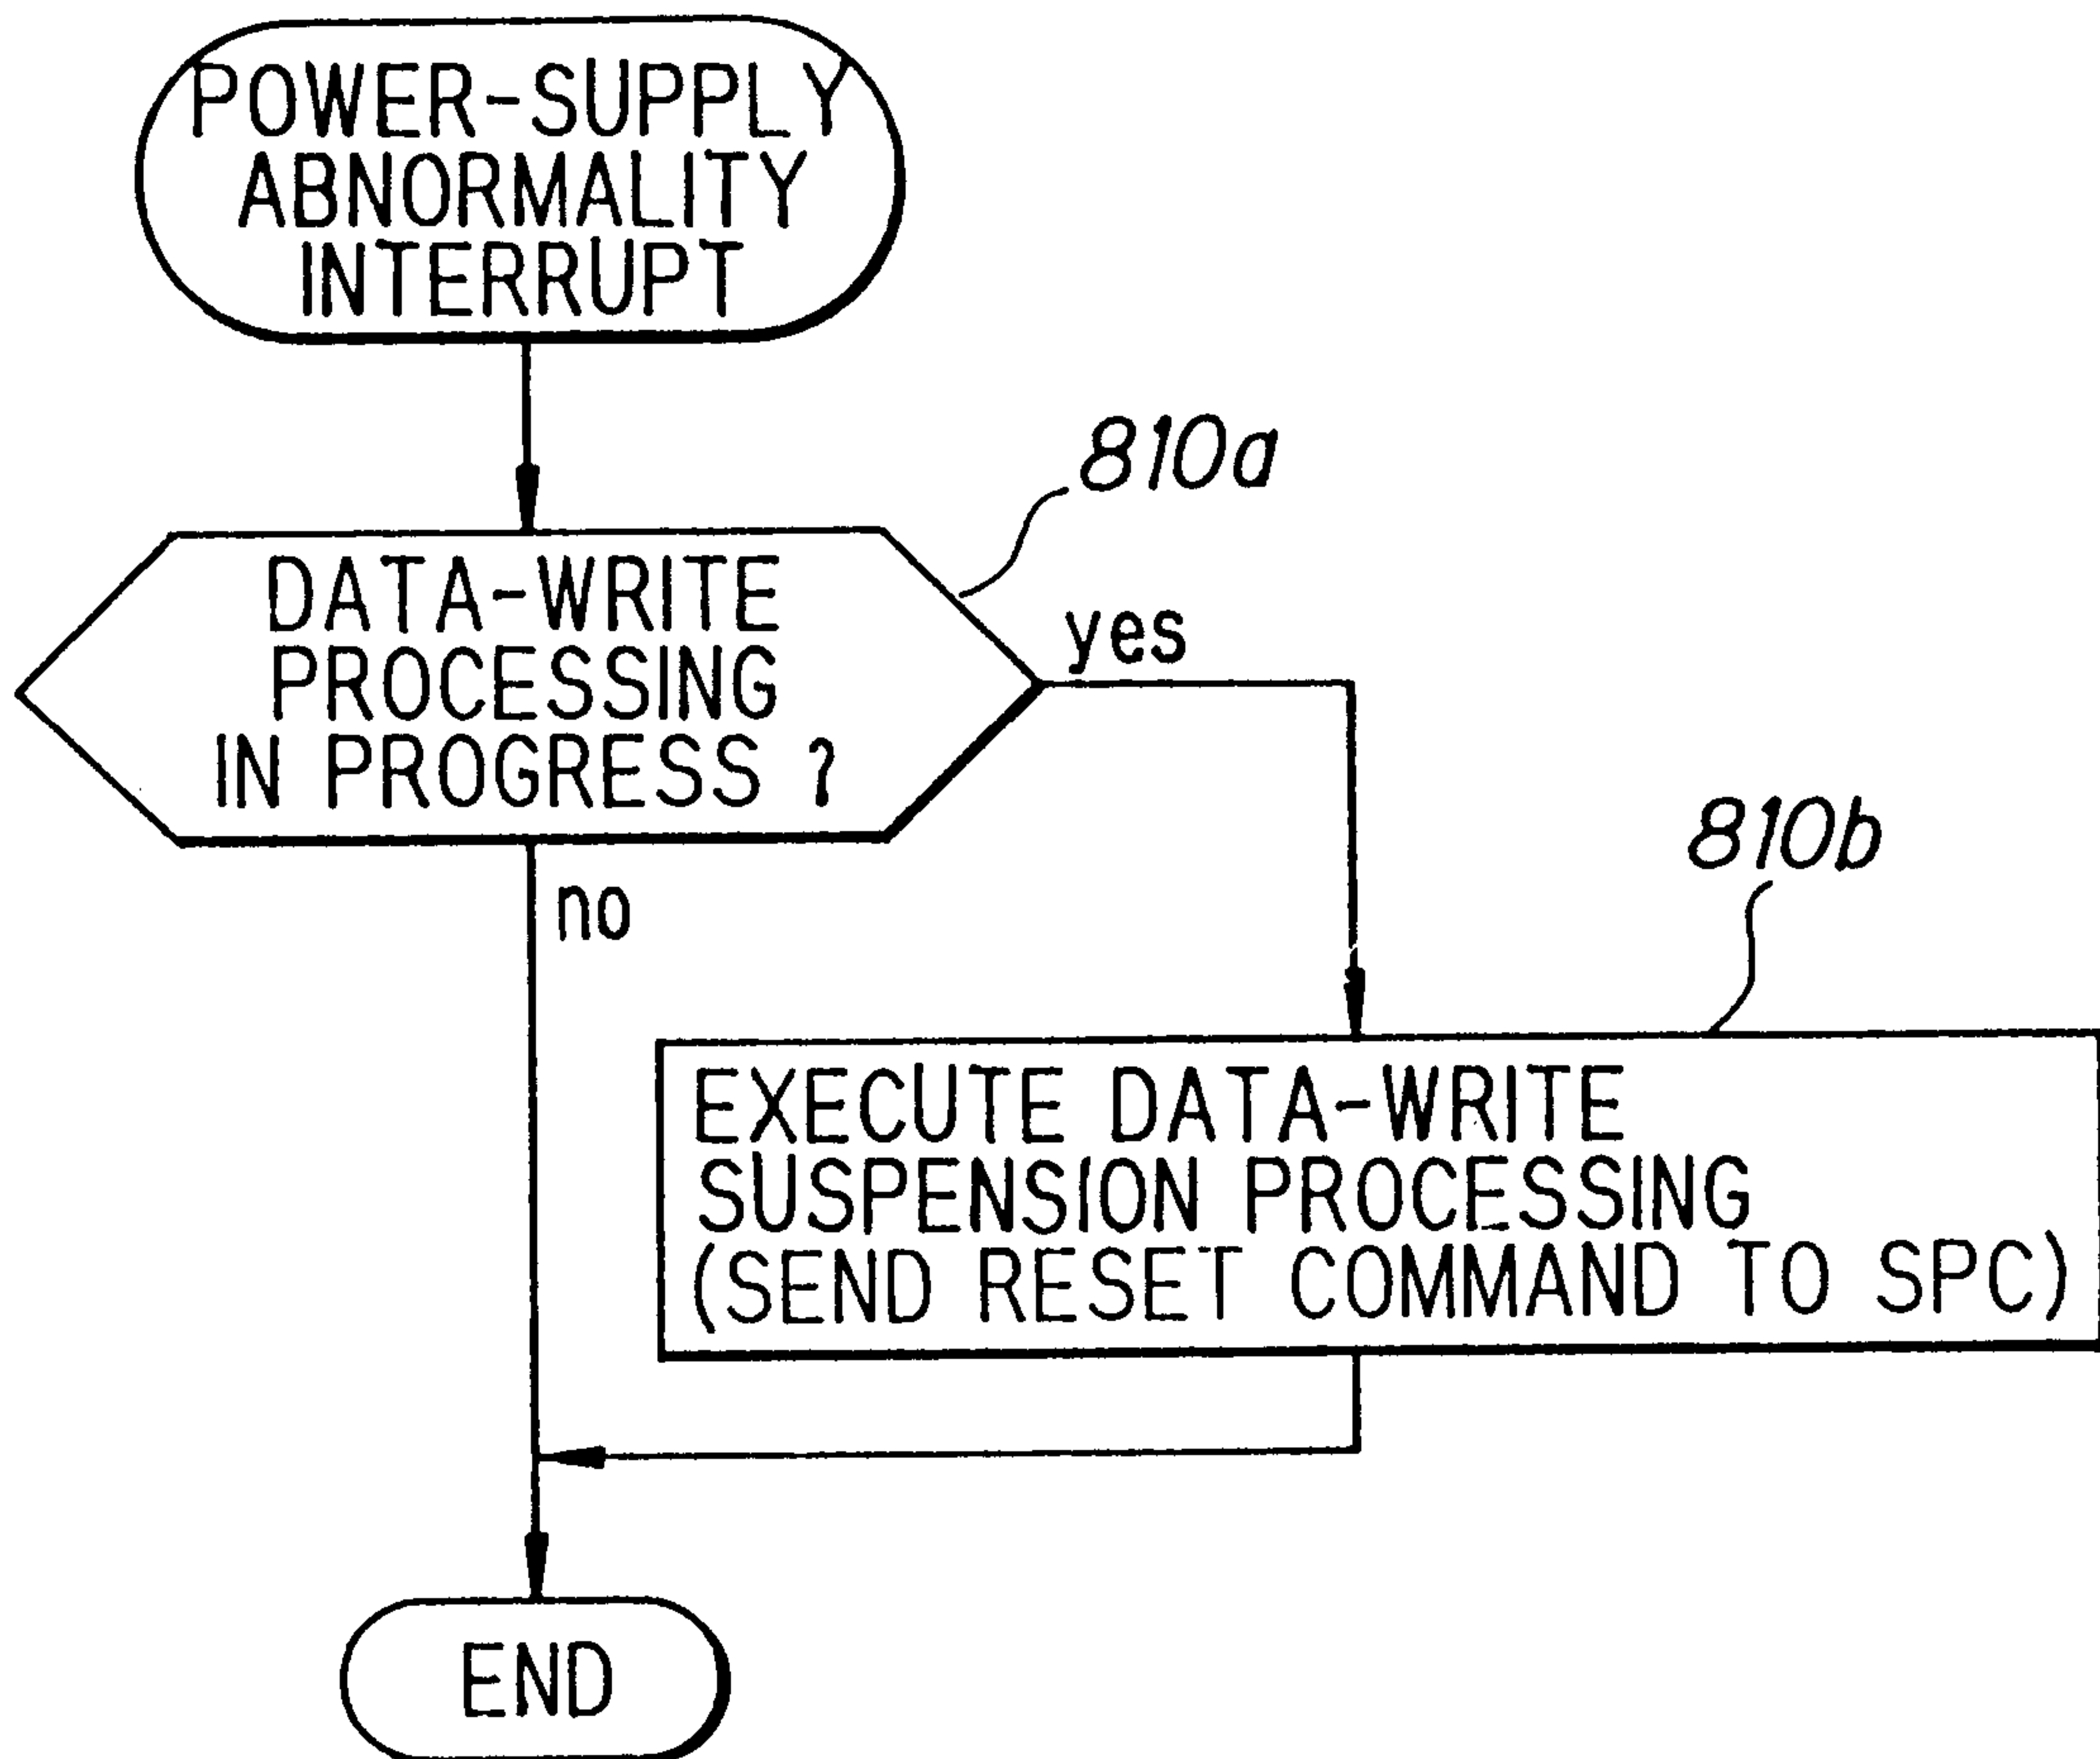 POWER-SUPPLY
ABNORMALITY
INTERRUPT
810a
DATA-WRITE
PROCESSING
IN PROGRESS ?
yes
no
810b
EXECUTE DATA-WRITE
SUSPENSION PROCESSING
(SEND RESET COMMAND TO SPC)
END